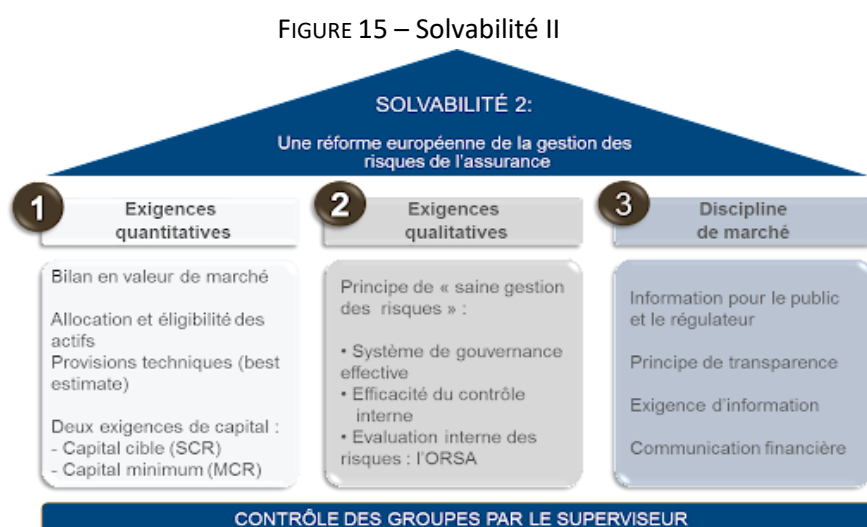 FIGURE 15 – Solvabilité II
SOLVABILITÉ 2:
Une réforme européenne de la gestion des
risques de l'assurance
1
Exigences
quantitatives
2
Exigences
qualitatives
3
Discipline
de marché
Bilan en valeur de marché
Allocation et éligibilité des
actifs
Provisions techniques (best
estimate)
Deux exigences de capital :
- Capital cible (SCR)
- Capital minimum (MCR)
Principe de « saine gestion
des risques » :
• Système de gouvernance
effective
• Efficacité du contrôle
interne
• Evaluation interne des
risques : l'ORSA
Information pour le public
et le régulateur
Principe de transparence
Exigence d'information
Communication financière
CONTRÔLE DES GROUPES PAR LE SUPERVISEUR